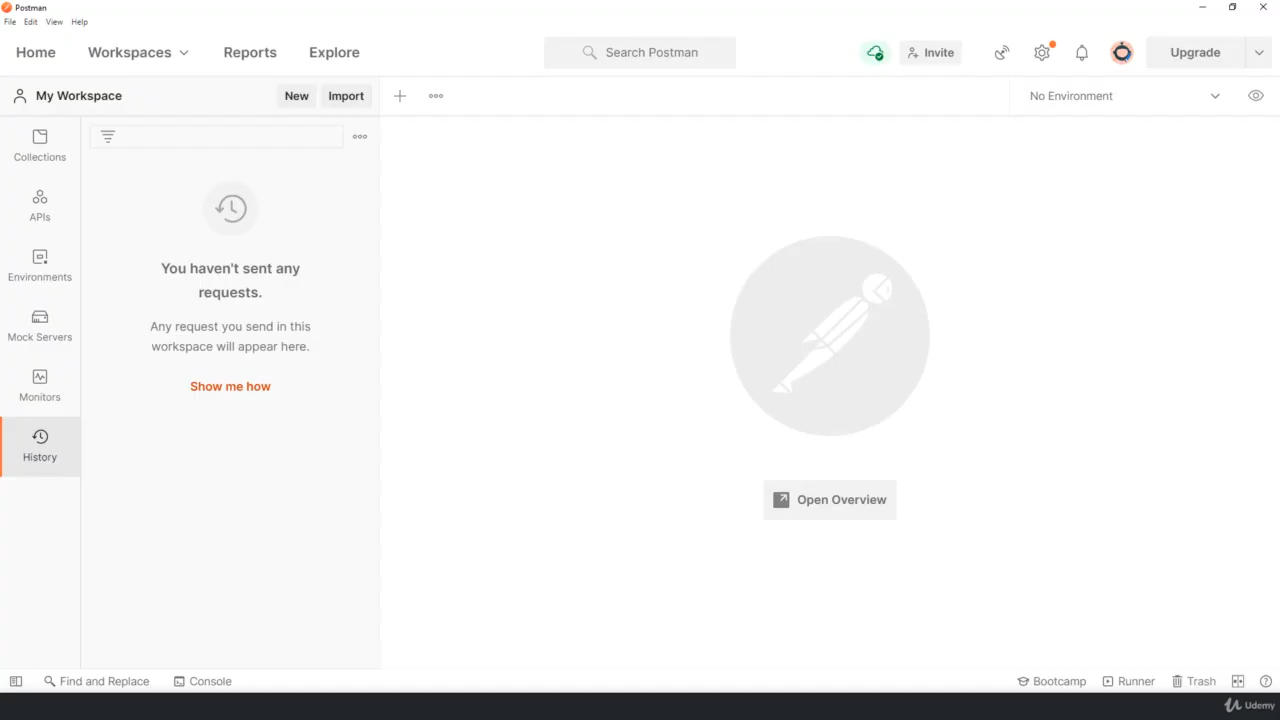 Postman
File Edit View Help
Home Workspaces Reports Explore Search Postman Invite Upgrade
My Workspace New Import No Environment
Collections
APIs
Environments
Mock Servers
Monitors
History
You haven't sent any
requests.
Any request you send in this
workspace will appear here.
Show me how
Open Overview
Find and Replace Console Bootcamp Runner Trash
Udemy